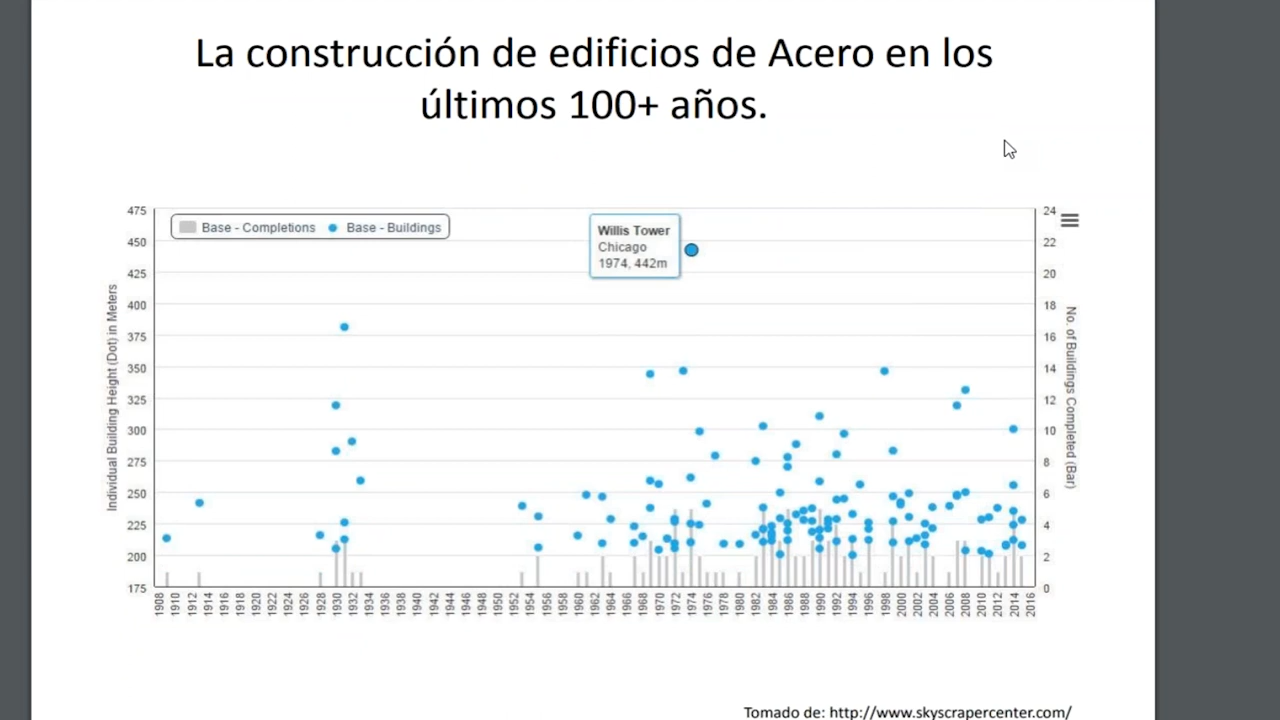 La construcción de edificios de Acero en los
últimos 100+ años.
Base - Completions Base - Buildings
Willis Tower
Chicago
1974, 442m
Individual Building Height (Dot) in Meters
475
450
425
400
375
350
325
300
275
250
225
200
175
24
22
20
18
16
14
12
10
8
6
4
2
0
No. of Buildings Completed (Bar)
1908 1910 1912 1914 1916 1918 1920 1922 1924 1926 1928 1930 1932 1934 1936 1938 1940 1942 1944 1946 1948 1950 1952 1954 1956 1958 1960 1962 1964 1966 1968 1970 1972 1974 1976 1978 1980 1982 1984 1986 1988 1990 1992 1994 1996 1998 2000 2002 2004 2006 2008 2010 2012 2014 2016
Tomado de: http://www.skyscrapercenter.com/